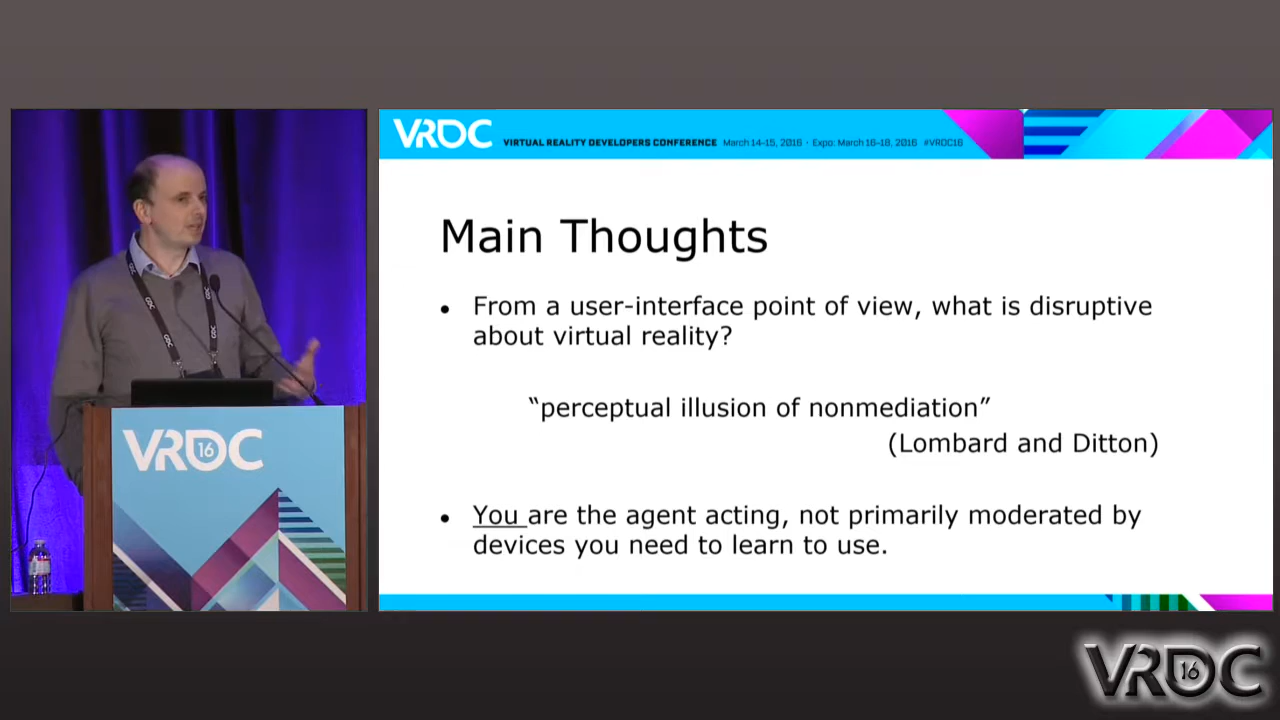 VRDC VIRTUAL REALITY DEVELOPERS CONFERENCE March 14-15, 2016 · Expo: March 16-18, 2016 #VRDC16
Main Thoughts
• From a user-interface point of view, what is disruptive
about virtual reality?
“perceptual illusion of nonmediation”
(Lombard and Ditton)
• You are the agent acting, not primarily moderated by
devices you need to learn to use.
GDC
GDC
VRDC
16
VRDC
16